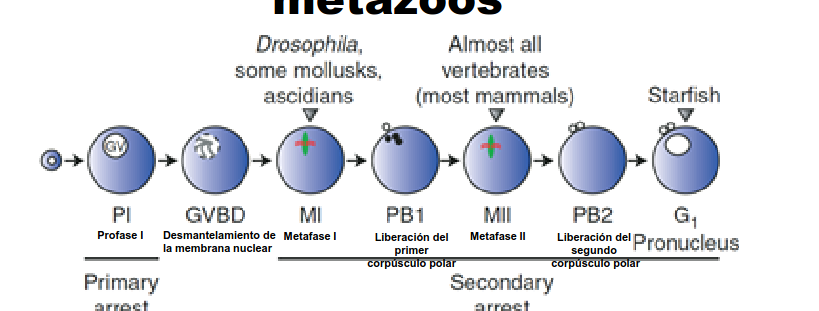 metazoos
Drosophila,
some mollusks,
ascidians
Almost all
vertebrates
(most mammals)
Starfish
GV
PI
GVBD
MI
PB1
MII
PB2
G1
Pronucleus
Profase I
Desmantelamiento de
la membrana nuclear
Metafase I
Liberación del
primer
corpúsculo polar
Metafase II
Liberación del
segundo
corpúsculo polar
Primary
arrest
Secondary
arrest